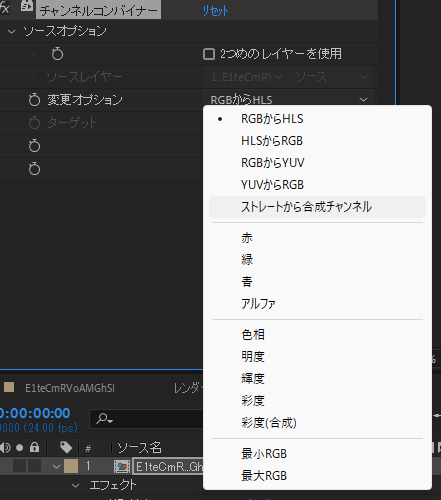 fx チャンネルコンバイナー リセット
ソースオプション
2つめのレイヤーを使用
ソースレイヤー 1. E1teCmRV ソース
変更オプション RGBからHLS
ターゲット
RGBからHLS
HLSからRGB
RGBからYUV
YUVからRGB
ストレートから合成チャンネル
赤
緑
青
アルファ
色相
明度
輝度
彩度
彩度(合成)
最小RGB
最大RGB
E1teCmRVoAMGhSI レンダー
0:00:00:00
0000 (24.00 fps)
# ソース名
1 E1teCmR...Gh
エフェクト